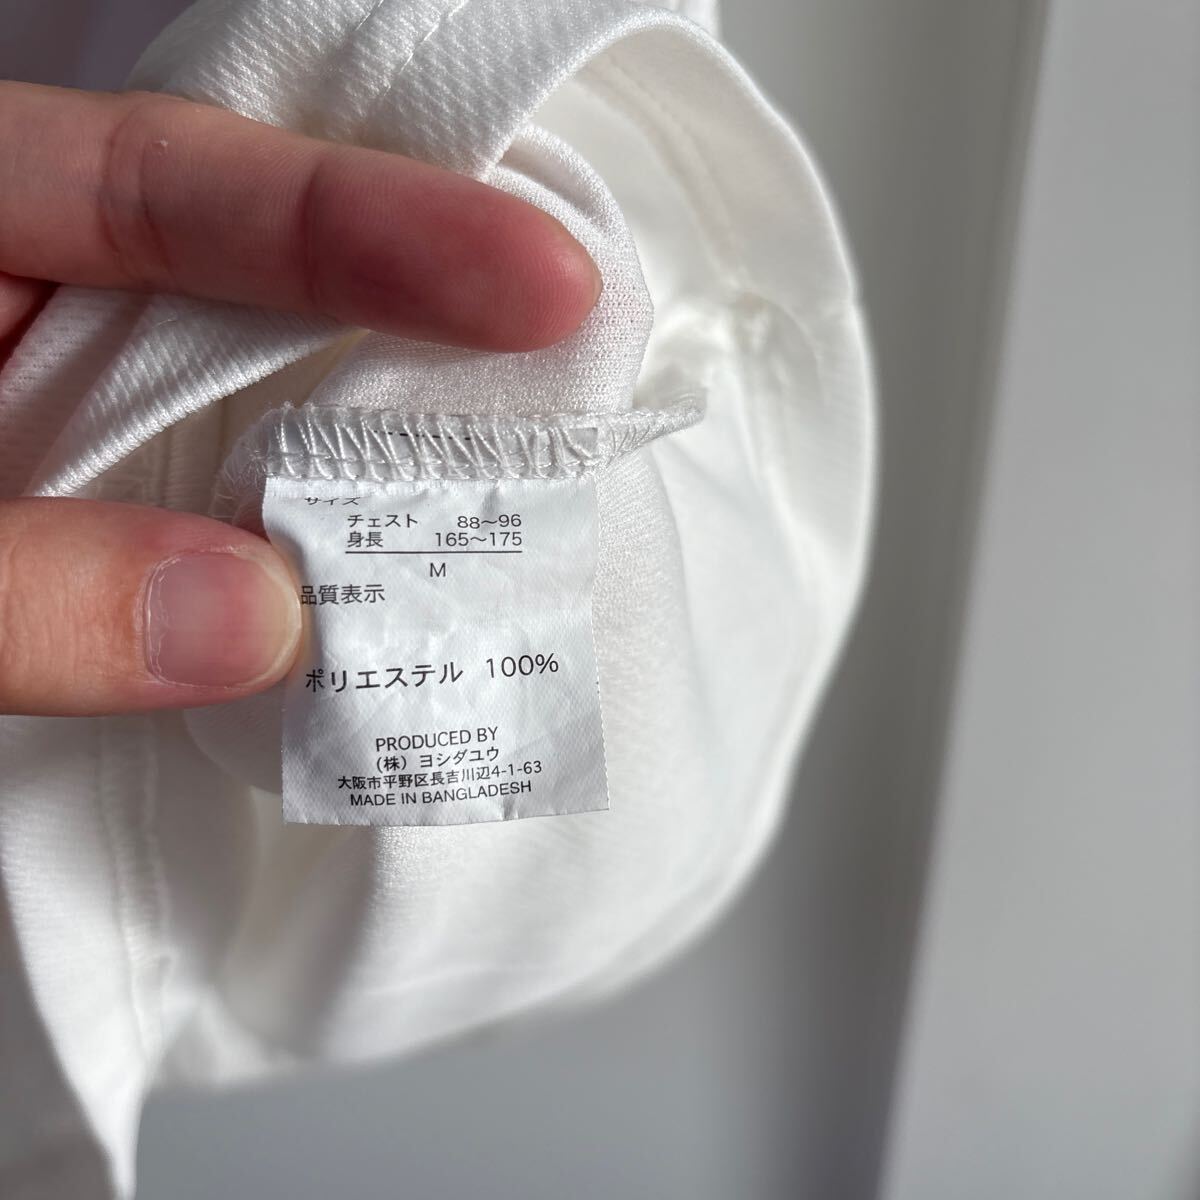 サイズ
チェスト 88～96
身長 165～175
M
品質表示
ポリエステル 100%
PRODUCED BY
(株) ヨシダユウ
大阪市平野区長吉川辺4-1-63
MADE IN BANGLADESH